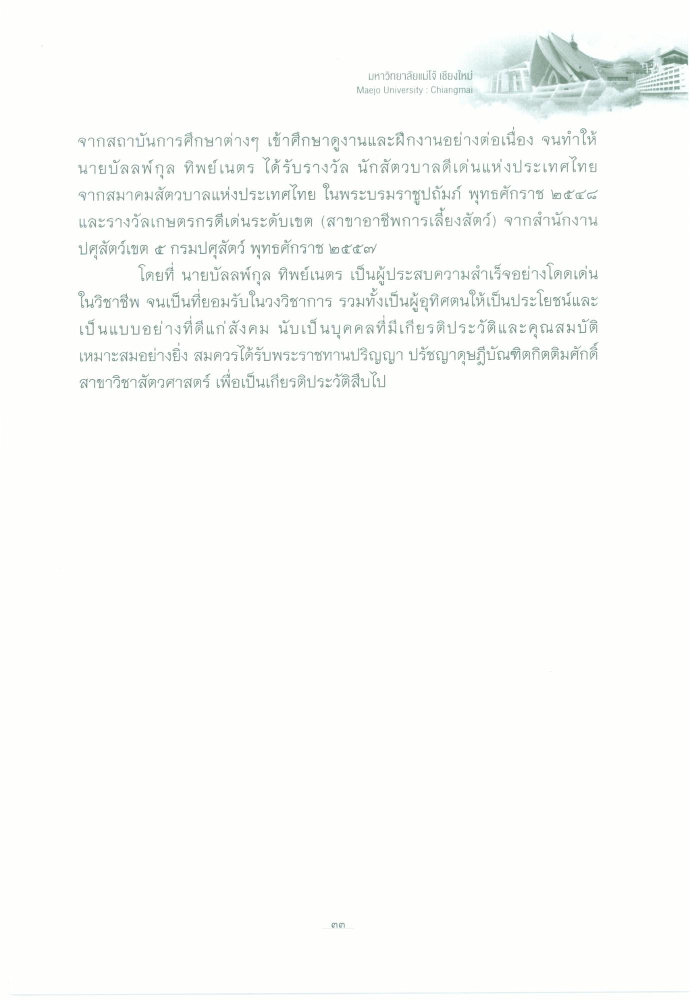 มหาวิทยาลัยแม่โจ้ เชียงใหม่
Maejo University : Chiangmai
จากสถาบันการศึกษาต่างๆ เข้าศึกษาดูงานและฝึกงานอย่างต่อเนื่อง จนทำให้
นายบัลลพ์กุล ทิพย์เนตร ได้รับรางวัล นักสัตวบาลดีเด่นแห่งประเทศไทย
จากสมาคมสัตวบาลแห่งประเทศไทย ในพระบรมราชูปถัมภ์ พุทธศักราช ๒๕๔๘
และรางวัลเกษตรกรดีเด่นระดับเขต (สาขาอาชีพการเลี้ยงสัตว์) จากสำนักงาน
ปศุสัตว์เขต ๕ กรมปศุสัตว์ พุทธศักราช ๒๕๕๗
โดยที่ นายบัลลพ์กุล ทิพย์เนตร เป็นผู้ประสบความสำเร็จอย่างโดดเด่น
ในวิชาชีพ จนเป็นที่ยอมรับในวงวิชาการ รวมทั้งเป็นผู้อุทิศตนให้เป็นประโยชน์และ
เป็นแบบอย่างที่ดีแก่สังคม นับเป็นบุคคลที่มีเกียรติประวัติและคุณสมบัติ
เหมาะสมอย่างยิ่ง สมควรได้รับพระราชทานปริญญา ปรัชญาดุษฎีบัณฑิตกิตติมศักดิ์
สาขาวิชาสัตวศาสตร์ เพื่อเป็นเกียรติประวัติสืบไป
๓๓